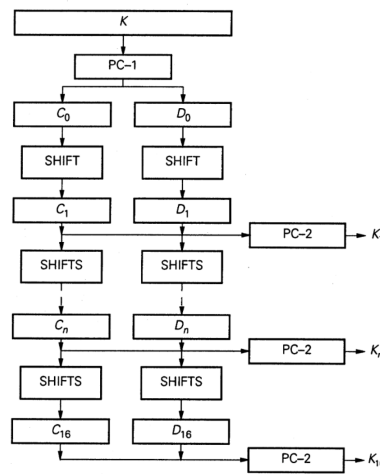 K
PC-1
C0 D0
SHIFT SHIFT
C1 D1
PC-2 K
SHIFTS SHIFTS
Cn Dn
PC-2 K
SHIFTS SHIFTS
C16 D16
PC-2 K1